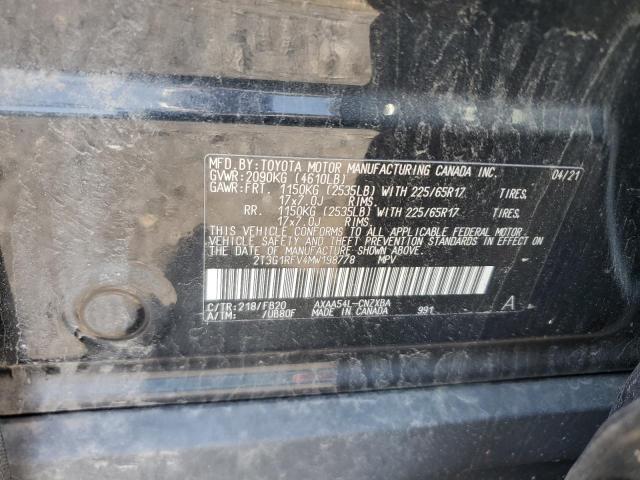 MFD. BY: TOYOTA MOTOR MANUFACTURING CANADA INC. 04/21
GVWR: 2090KG (4610LB)
GAWR: FRT. 1150KG (2535LB) WITH 225/65R17 TIRES,
17x7.0J RIMS.
RR. 1150KG (2535LB) WITH 225/65R17 TIRES,
17x7.0J RIMS.
THIS VEHICLE CONFORMS TO ALL APPLICABLE FEDERAL MOTOR
VEHICLE SAFETY AND THEFT PREVENTION STANDARDS IN EFFECT
ON THE DATE OF MANUFACTURE SHOWN ABOVE.
2T3G1RFV4MW198778 MPV
C/TR: 218/FB20 AXAA54L-CNZXBA A
A/TM: /UB80F MADE IN CANADA 991